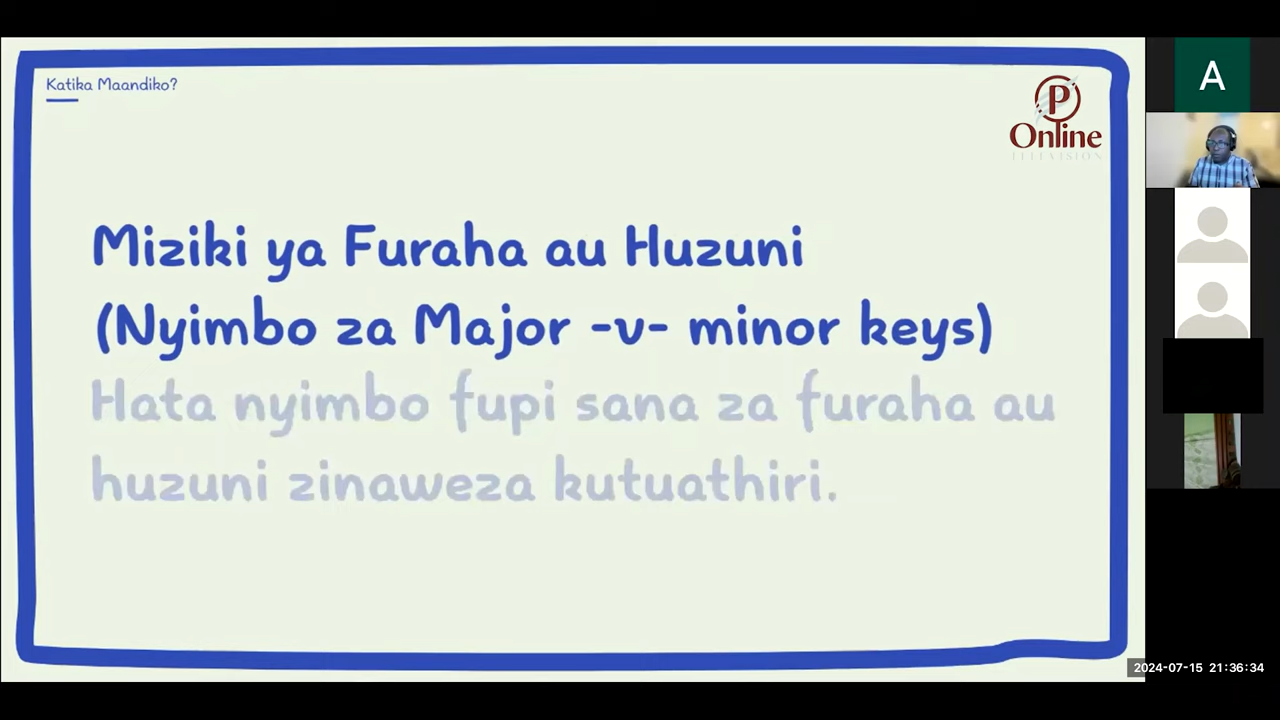 Katika Maandiko?
P
Online
TELEVISION
Miziki ya Furaha au Huzuni
(Nyimbo za Major -v- minor keys)
Hata nyimbo fupi sana za furaha au
huzuni zinaweza kutuathiri.
A
2024-07-15 21:36:34